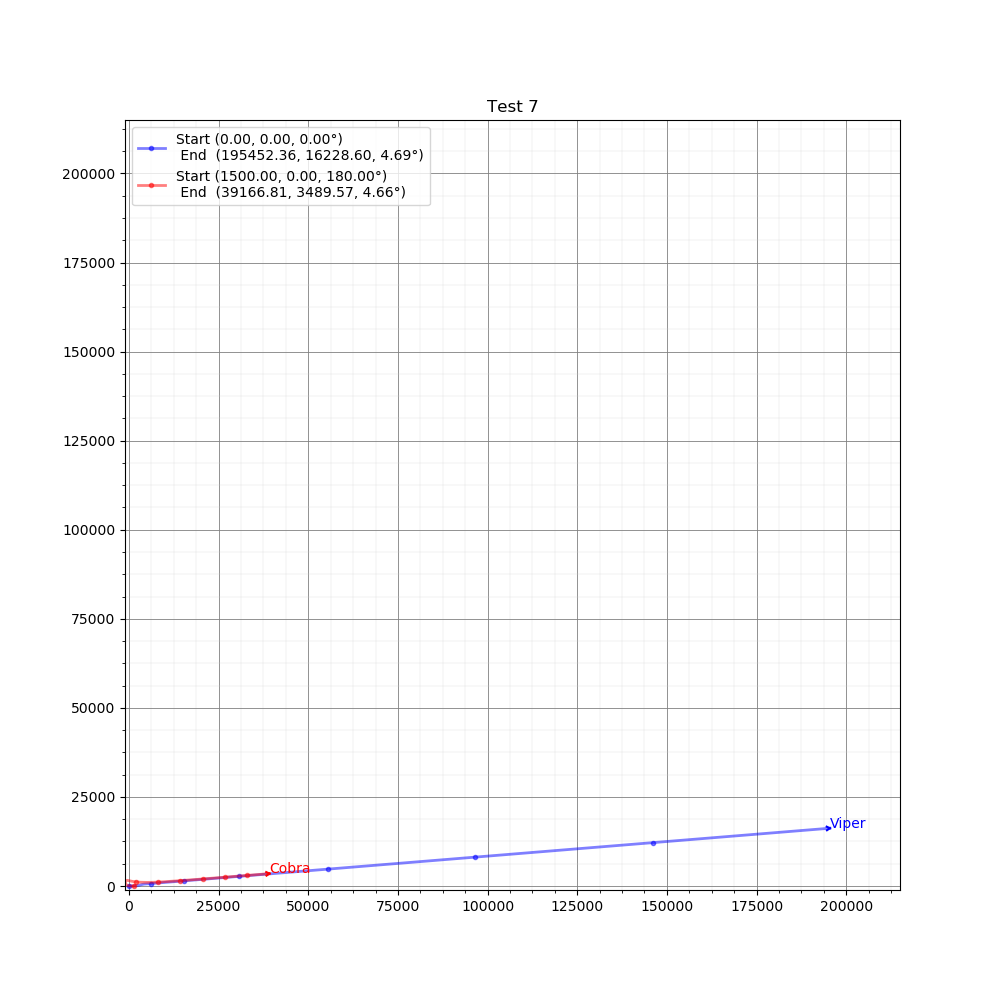 Test 7
Start (0.00, 0.00, 0.00°)
End  (195452.36, 16228.60, 4.69°)
Start (1500.00, 0.00, 180.00°)
End  (39166.81, 3489.57, 4.66°)
200000
175000
150000
125000
100000
75000
50000
25000
0
Viper
Cobra
0 25000 50000 75000 100000 125000 150000 175000 200000